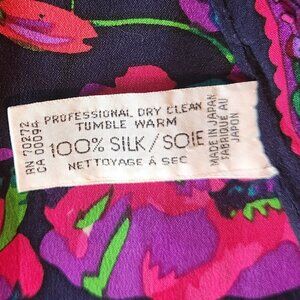 PROFESSIONAL DRY CLEAN
TUMBLE WARM
100% SILK/SOIE
NETTOYAGE À SEC
RN 70272
CA 00094
MADE IN JAPAN
FABRIQUÉ AU
JAPON